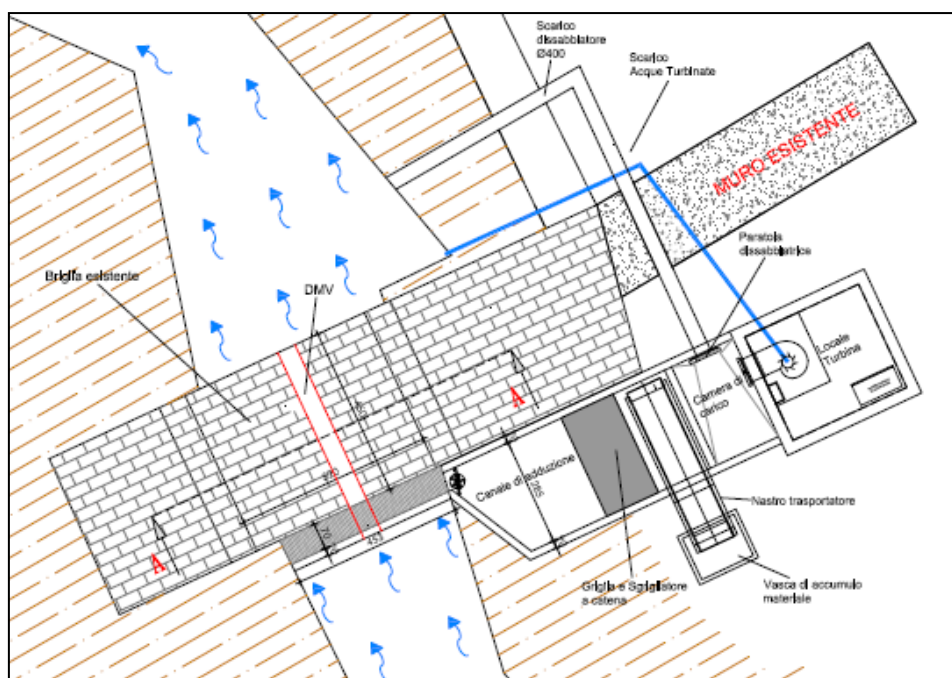 Scarico
dissabbiatore
Ø400
Scarico
Acque Turbinate
MURO ESISTENTE
Paratoia
dissabbiatrice
Briglia esistente
DMV
Locale
Turbina
Camera di
carico
A
A
Canale di adduzione
285
70
453
Nastro trasportatore
Griglia e Sgrigliatore
a catena
Vasca di accumulo
materiale